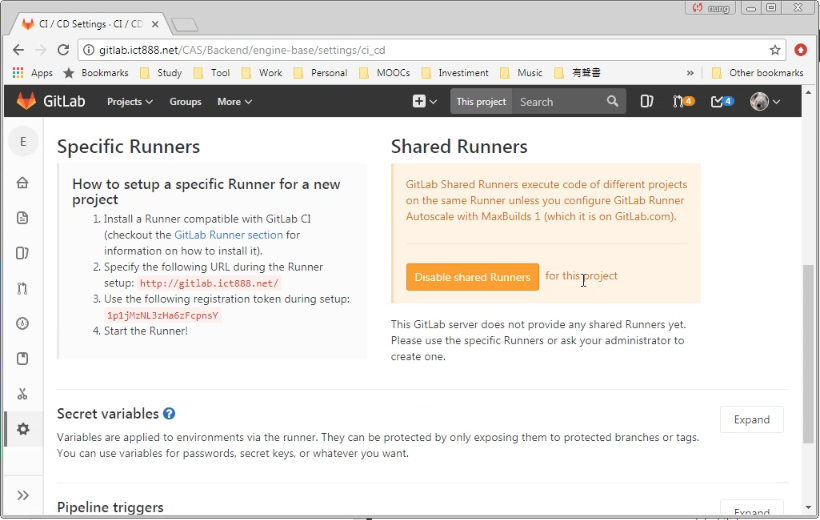 nung
CI / CD Settings · CI / CD
gitlab.ict888.net/CAS/Backend/engine-base/settings/ci_cd
Apps Bookmarks Study Tool Work Personal MOOCs Investiment Music 有聲書 » Other bookmarks
GitLab Projects Groups More This project Search 4 4
E
Specific Runners
How to setup a specific Runner for a new
project
1. Install a Runner compatible with GitLab CI
(checkout the GitLab Runner section for
information on how to install it).
2. Specify the following URL during the Runner
setup: http://gitlab.ict888.net/
3. Use the following registration token during setup:
1p1jMzNL3zHa6zFcpnsY
4. Start the Runner!
Shared Runners
GitLab Shared Runners execute code of different projects
on the same Runner unless you configure GitLab Runner
Autoscale with MaxBuilds 1 (which it is on GitLab.com).
Disable shared Runners for this project
This GitLab server does not provide any shared Runners yet.
Please use the specific Runners or ask your administrator to
create one.
Secret variables ?
Expand
Variables are applied to environments via the runner. They can be protected by only exposing them to protected branches or tags.
You can use variables for passwords, secret keys, or whatever you want.
Pipeline triggers
Expand